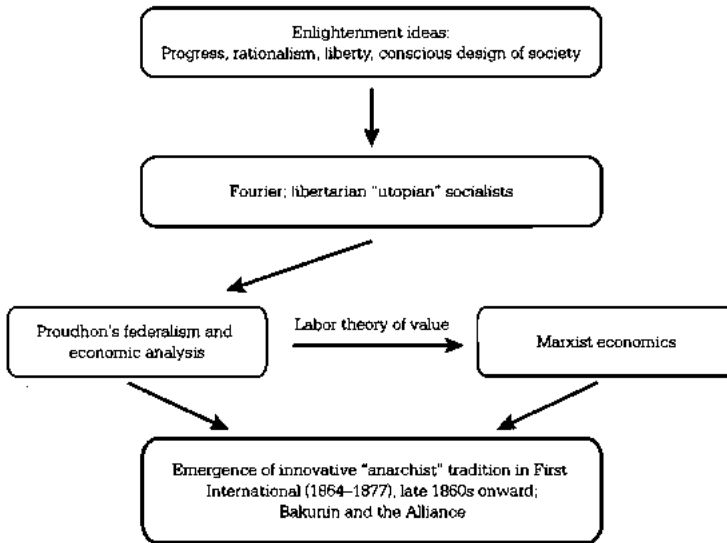 Enlightenment ideas:
Progress, rationalism, liberty, conscious design of society
Fourier; libertarian "utopian" socialists
Proudhon's federalism and
economic analysis
Labor theory of value
Marxist economics
Emergence of innovative "anarchist" tradition in First
International (1864–1877), late 1860s onward;
Bakunin and the Alliance